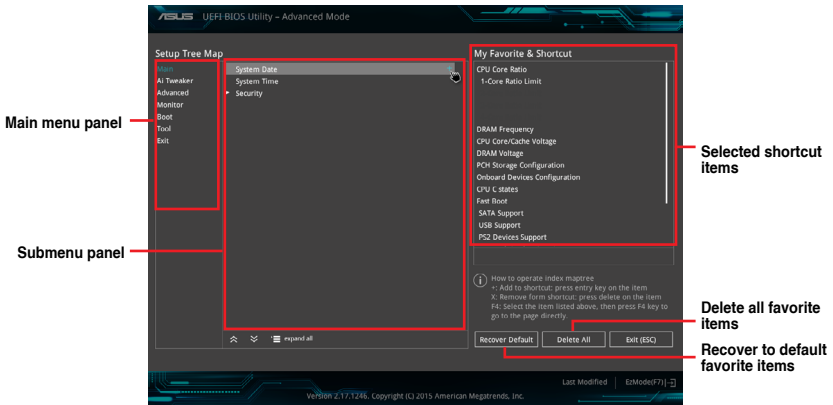 ASUS UEFI BIOS Utility – Advanced Mode
Setup Tree Map
My Favorite & Shortcut
Main
Ai Tweaker
Advanced
Monitor
Boot
Tool
Exit
System Date
System Time
Security
CPU Core Ratio
1-Core Ratio Limit
DRAM Frequency
CPU Core/Cache Voltage
DRAM Voltage
PCH Storage Configuration
Onboard Devices Configuration
CPU C states
Fast Boot
SATA Support
USB Support
PS2 Devices Support
How to operate index maptree
+: Add to shortcut: press entry key on the item
X: Remove form shortcut: press delete on the item
F4: Select the item listed above, then press F4 key to
go to the page directly.
expand all
Recover Default
Delete All
Exit (ESC)
Last Modified
EzMode(F7)
Version 2.17.1246. Copyright (C) 2015 American Megatrends, Inc.
Main menu panel
Submenu panel
Selected shortcut
items
Delete all favorite
items
Recover to default
favorite items